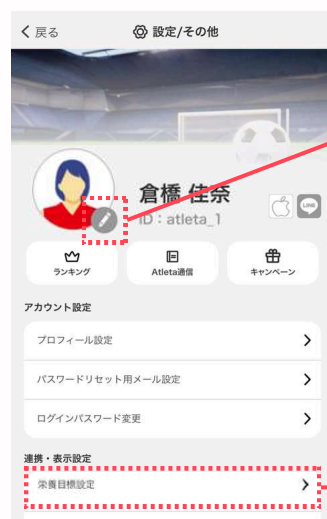 戻る
設定/その他
倉橋 佳奈
ID：atleta_1
LINE
ランキング
Atleta通信
キャンペーン
アカウント設定
プロフィール設定
パスワードリセット用メール設定
ログインパスワード変更
連携・表示設定
栄養目標設定